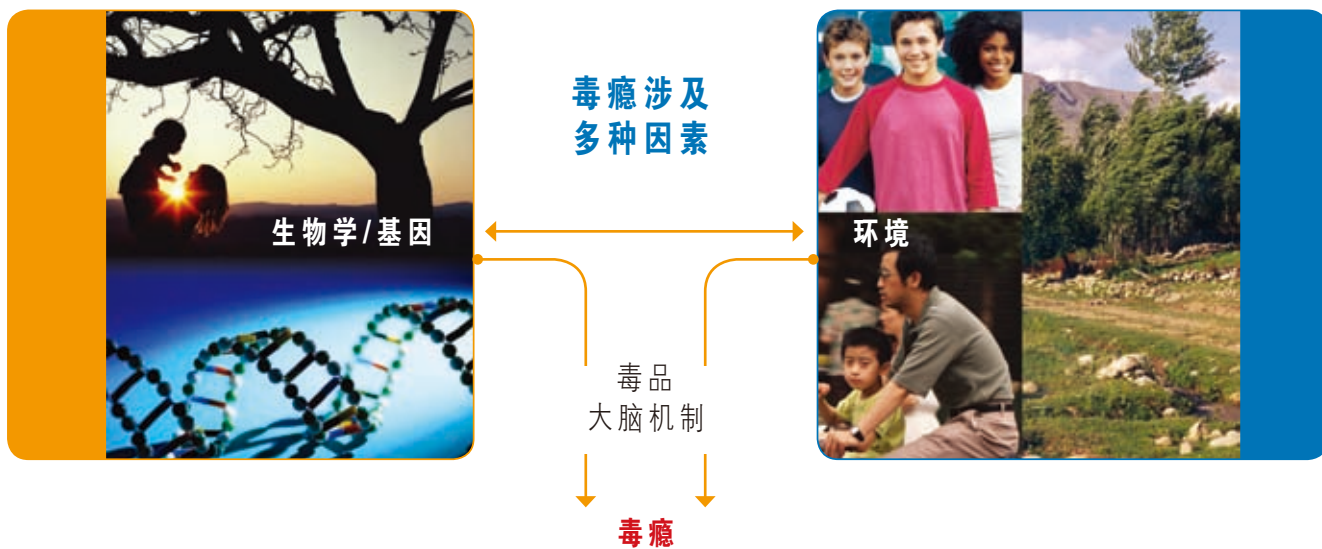 毒瘾涉及
多种因素
生物学/基因
环境
毒品
大脑机制
毒瘾